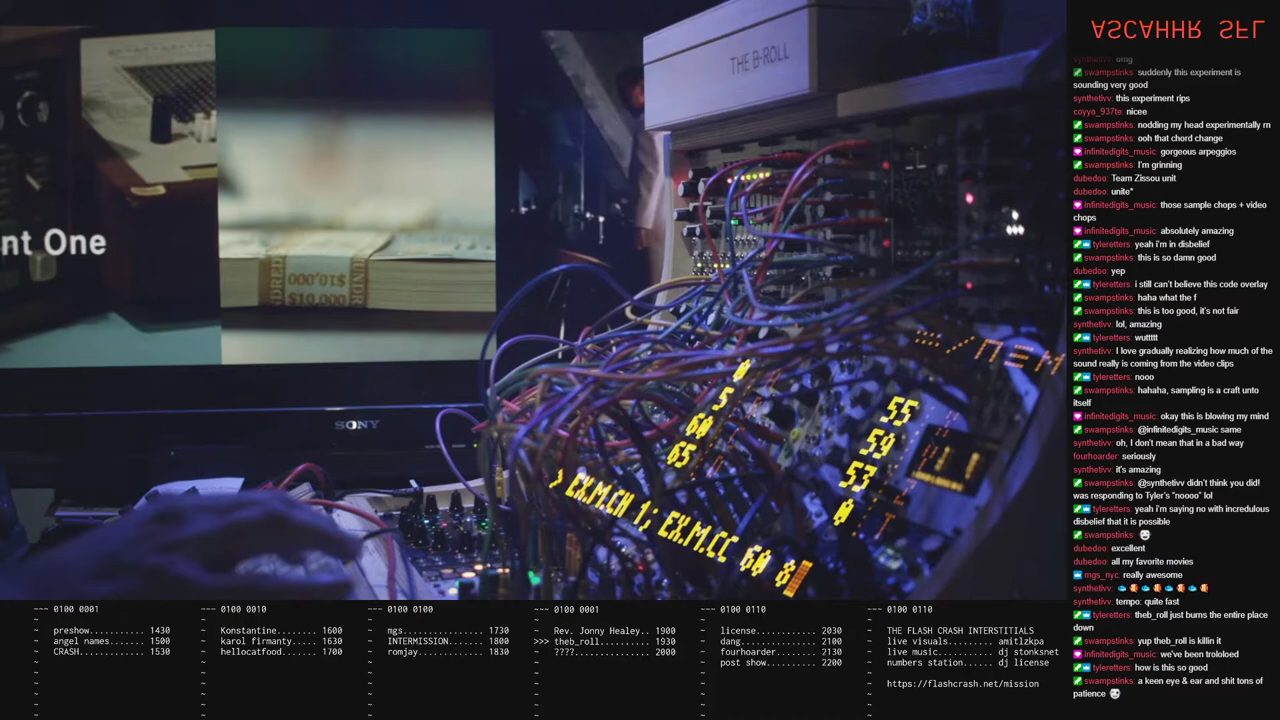 ASCAHHR SFL
synthetivv: omg
swampstinks: suddenly this experiment is
sounding very good
synthetivv: this experiment rips
coyyo_937te: nicee
swampstinks: nodding my head experimentally rn
swampstinks: ooh that chord change
infinitedigits_music: gorgeous arpeggios
swampstinks: I'm grinning
dubedoo: Team Zissou unit
dubedoo: unite*
infinitedigits_music: those sample chops + video
chops
infinitedigits_music: absolutely amazing
tyleretters: yeah i'm in disbelief
swampstinks: this is so damn good
dubedoo: yep
tyleretters: i still can't believe this code overlay
swampstinks: haha what the f
swampstinks: this is too good, it's not fair
synthetivv: lol, amazing
tyleretters: wuttttt
synthetivv: I love gradually realizing how much of the
sound really is coming from the video clips
tyleretters: nooo
swampstinks: hahaha, sampling is a craft unto
itself
infinitedigits_music: okay this is blowing my mind
swampstinks: @infinitedigits_music same
synthetivv: oh, I don't mean that in a bad way
fourhoarder: seriously
synthetivv: it's amazing
swampstinks: @synthetivv didn't think you did!
was responding to Tyler's "noooo" lol
tyleretters: yeah i'm saying no with incredulous
disbelief that it is possible
swampstinks:
dubedoo: excellent
dubedoo: all my favorite movies
mgs_nyc: really awesome
synthetivv:
synthetivv: tempo: quite fast
tyleretters: theb_roll just burns the entire place
down
swampstinks: yup theb_roll is killin it
infinitedigits_music: we've been trololoed
tyleretters: how is this so good
swampstinks: a keen eye & ear and shit tons of
patience
THE B-ROLL
nt One
$10,000
$10,000
SONY
0
5
60
65
55
59
53
0
> EX.M.CH 1; EX.M.CC 60 8
~~~ 0100 0001
preshow.......... 1430
angel names...... 1500
CRASH............ 1530
~~~ 0100 0010
Konstantine...... 1600
karol firmanty... 1630
hellocatfood..... 1700
~~~ 0100 0100
mgs.............. 1730
INTERMISSION..... 1800
romjay........... 1830
~~~ 0100 0001
Rev. Jonny Healey.. 1900
>>> theb_roll.......... 1930
????............... 2000
~~~ 0100 0110
license.......... 2030
dang............. 2100
fourhoarder...... 2130
post show........ 2200
~~~ 0100 0110
THE FLASH CRASH INTERSTITIALS
live visuals..... amitlzkpa
live music....... dj stonksnet
numbers station.. dj license
https://flashcrash.net/mission